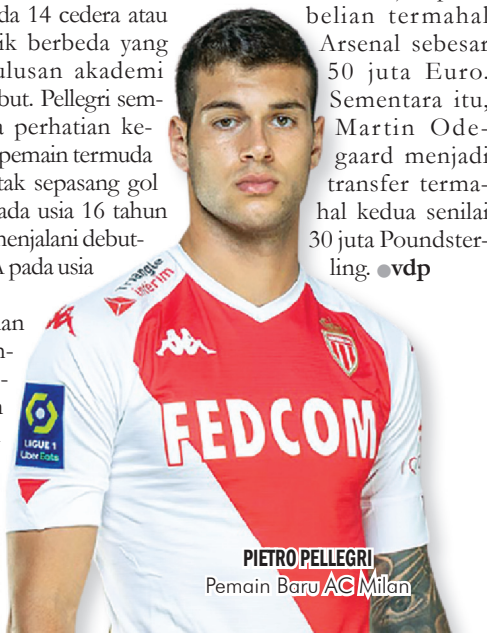 da 14 cedera atau
ik berbeda yang
ulusan akademi
but. Pellegri sem-
a perhatian ke-
pemain termuda
tak sepasang gol
ada usia 16 tahun
menjalani debut-
A pada usia
an
n-
-
belian termahal
Arsenal sebesar
50 juta Euro.
Sementara itu,
Martin Ode-
gaard menjadi
transfer terma-
hal kedua senilai
30 juta Poundster-
ling. ●vdp
Triangle
intérim
Kappa
LIGUE 1
Uber Eats
FEDCOM
PIETRO PELLEGRI
Pemain Baru AC Milan